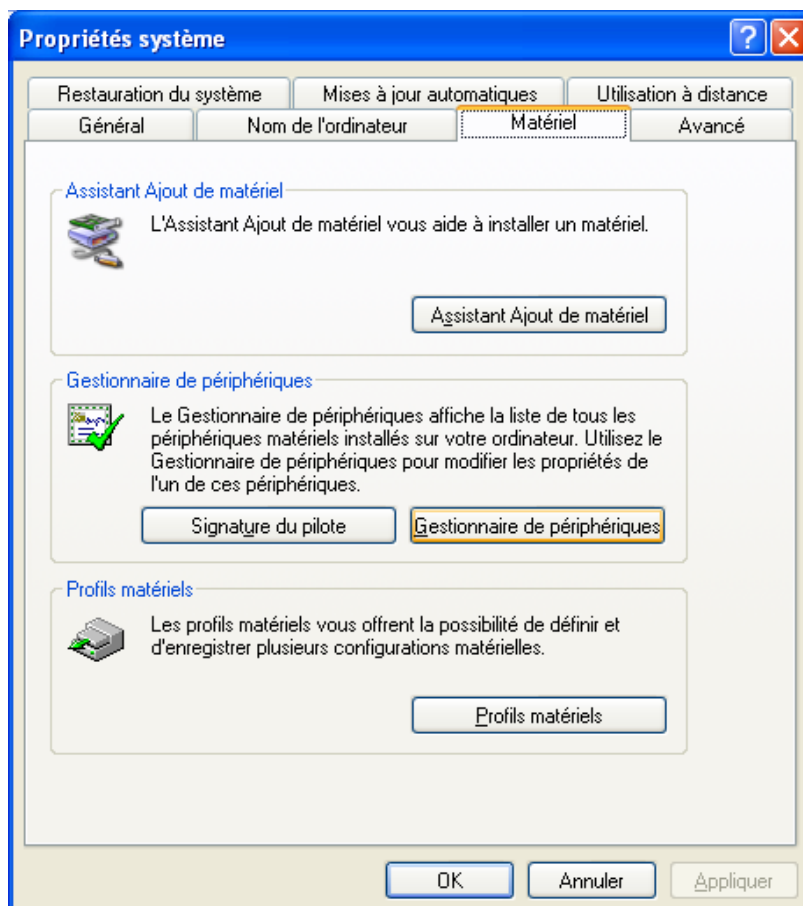 Propriétés système
Restauration du système
Mises à jour automatiques
Utilisation à distance
Général
Nom de l'ordinateur
Matériel
Avancé
Assistant Ajout de matériel
L'Assistant Ajout de matériel vous aide à installer un matériel.
Assistant Ajout de matériel
Gestionnaire de périphériques
Le Gestionnaire de périphériques affiche la liste de tous les
périphériques matériels installés sur votre ordinateur. Utilisez le
Gestionnaire de périphériques pour modifier les propriétés de
l'un de ces périphériques.
Signature du pilote
Gestionnaire de périphériques
Profils matériels
Les profils matériels vous offrent la possibilité de définir et
d'enregistrer plusieurs configurations matérielles.
Profils matériels
OK
Annuler
Appliquer